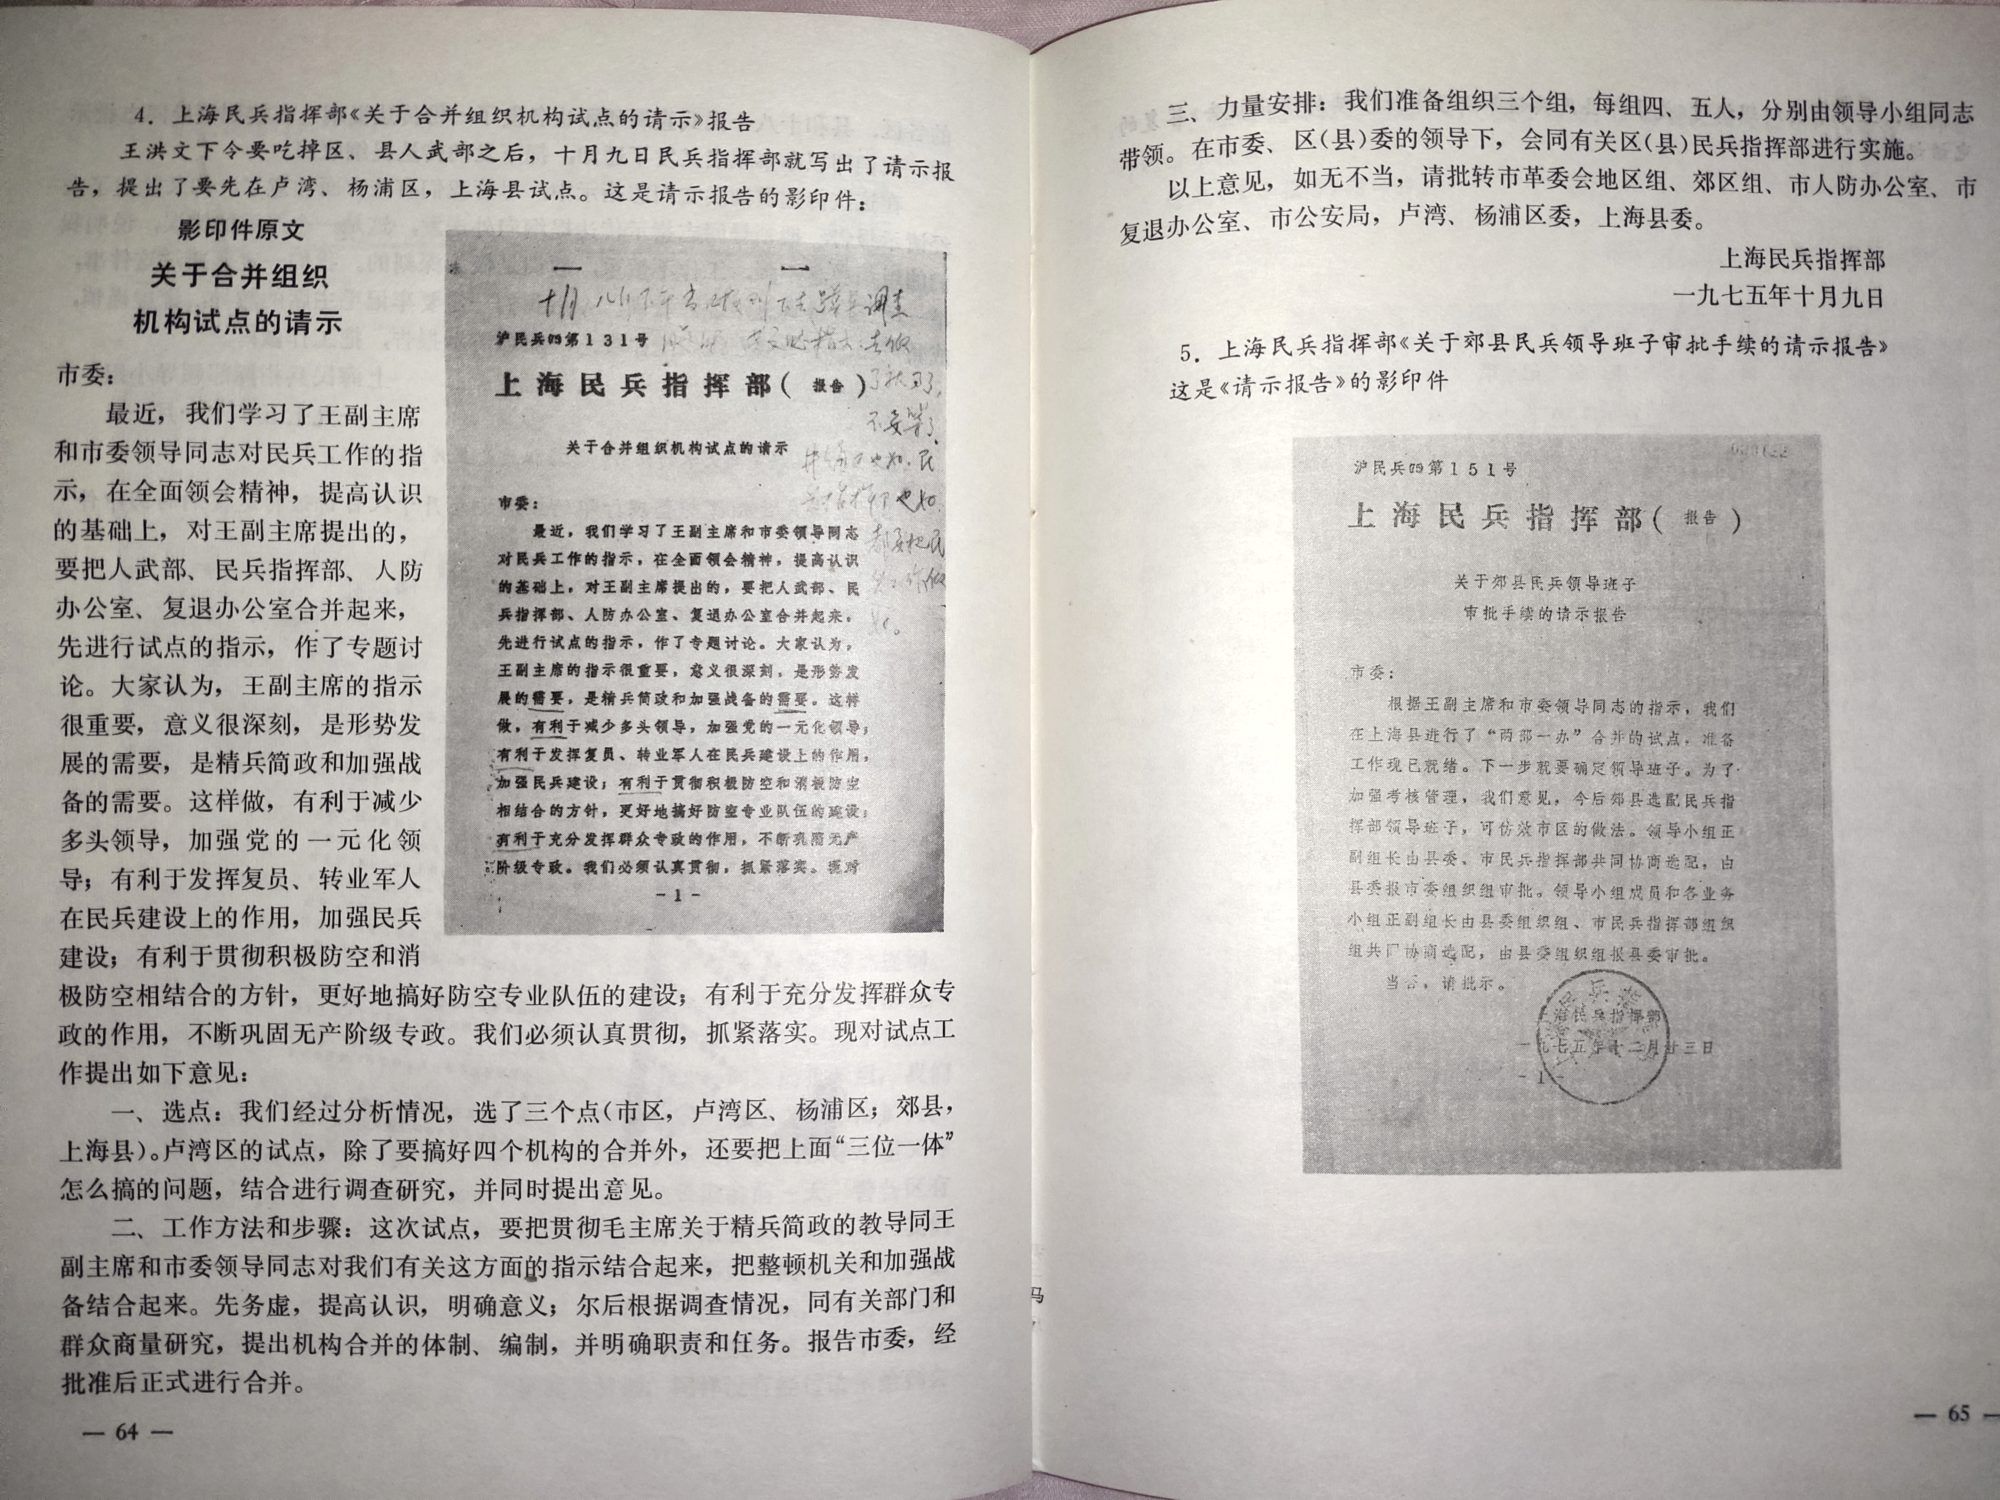 4．上海民兵指挥部《关于合并组织机构试点的请示》报告
王洪文下令要吃掉区、县人武部之后，十月九日民兵指挥部就写出了请示报
告，提出了要先在卢湾、杨浦区，上海县试点。这是请示报告的影印件：
影印件原文
关于合并组织
机构试点的请示
市委：
最近，我们学习了王副主席
和市委领导同志对民兵工作的指
示，在全面领会精神，提高认识
的基础上，对王副主席提出的，
要把人武部、民兵指挥部、人防
办公室、复退办公室合并起来，
先进行试点的指示，作了专题讨
论。大家认为，王副主席的指示
很重要，意义很深刻，是形势发
展的需要，是精兵简政和加强战
备的需要。这样做，有利于减少
多头领导，加强党的一元化领
导；有利于发挥复员、转业军人
在民兵建设上的作用，加强民兵
建设；有利于贯彻积极防空和消
极防空相结合的方针，更好地搞好防空专业队伍的建设；有利于充分发挥群众专
政的作用，不断巩固无产阶级专政。我们必须认真贯彻，抓紧落实。现对试点工
作提出如下意见：
一、选点：我们经过分析情况，选了三个点（市区，卢湾区、杨浦区；郊县，
上海县）。卢湾区的试点，除了要搞好四个机构的合并外，还要把上面“三位一体”
怎么搞的问题，结合进行调查研究，并同时提出意见。
二、工作方法和步骤：这次试点，要把贯彻毛主席关于精兵简政的教导同王
副主席和市委领导同志对我们有关这方面的指示结合起来，把整顿机关和加强战
备结合起来。先务虚，提高认识，明确意义；尔后根据调查情况，同有关部门和
群众商量研究，提出机构合并的体制、编制，并明确职责和任务。报告市委，经
批准后正式进行合并。
— 64 —
沪民兵四第131号
上海民兵指挥部（报告）
关于合并组织机构试点的请示
市委：
最近，我们学习了王副主席和市委领导同志
对民兵工作的指示，在全面领会精神，提高认识
的基础上，对王副主席提出的，要把人武部、民
兵指挥部、人防办公室、复退办公室合并起来，
先进行试点的指示，作了专题讨论。大家认为，
王副主席的指示很重要，意义很深刻，是形势发
展的需要，是精兵简政和加强战备的需要。这样
做，有利于减少多头领导，加强党的一元化领导；
有利于发挥复员、转业军人在民兵建设上的作用，
加强民兵建设；有利于贯彻积极防空和消极防空
相结合的方针，更好地搞好防空专业队伍的建设；
有利于充分发挥群众专政的作用，不断巩固无产
阶级专政。我们必须认真贯彻，抓紧落实。现对
－1－
三、力量安排：我们准备组织三个组，每组四、五人，分别由领导小组同志
带领。在市委、区（县）委的领导下，会同有关区（县）民兵指挥部进行实施。
以上意见，如无不当，请批转市革委会地区组、郊区组、市人防办公室、市
复退办公室、市公安局，卢湾、杨浦区委，上海县委。
上海民兵指挥部
一九七五年十月九日
5．上海民兵指挥部《关于郊县民兵领导班子审批手续的请示报告》
这是《请示报告》的影印件
沪民兵四第151号
上海民兵指挥部（报告）
关于郊县民兵领导班子
审批手续的请示报告
市委：
根据王副主席和市委领导同志的指示，我们
在上海县进行了“两部一办”合并的试点，准备
工作现已就绪。下一步就要确定领导班子。为了
加强考核管理，我们意见，今后郊县选配民兵指
挥部领导班子，可仿效市区的做法。领导小组正
副组长由县委、市民兵指挥部共同协商选配，由
县委报市委组织组审批。领导小组成员和各业务
小组正副组长由县委组织组、市民兵指挥部组织
组共同协商选配，由县委组织组报县委审批。
当否，请批示。
上海民兵指挥部
一九七五年十二月廿三日
－1－
— 65 —